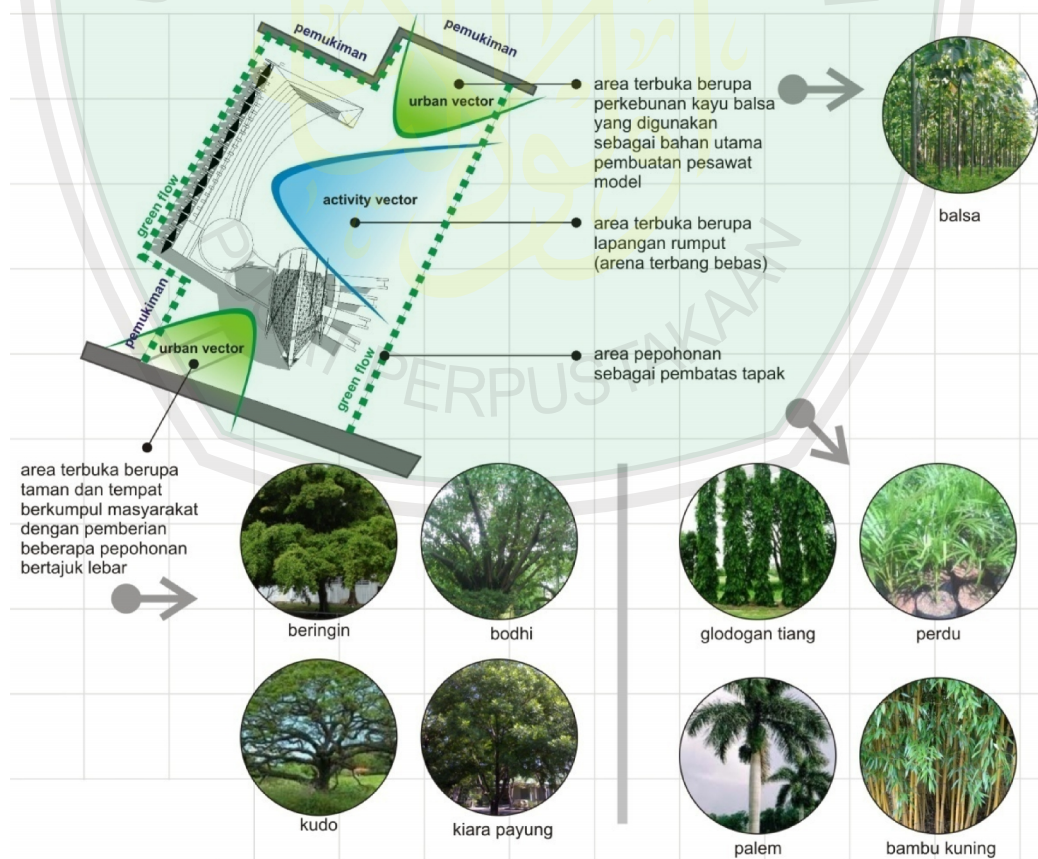 pemukiman
pemukiman
urban vector
area terbuka berupa
perkebunan kayu balsa
yang digunakan
sebagai bahan utama
pembuatan pesawat
model
balsa
activity vector
area terbuka berupa
lapangan rumput
(arena terbang bebas)
green flow
pemukiman
urban vector
green flow
area pepohonan
sebagai pembatas tapak
PERPUSTAKAAN
area terbuka berupa
taman dan tempat
berkumpul masyarakat
dengan pemberian
beberapa pepohonan
bertajuk lebar
beringin
bodhi
glodogan tiang
perdu
kudo
kiara payung
palem
bambu kuning